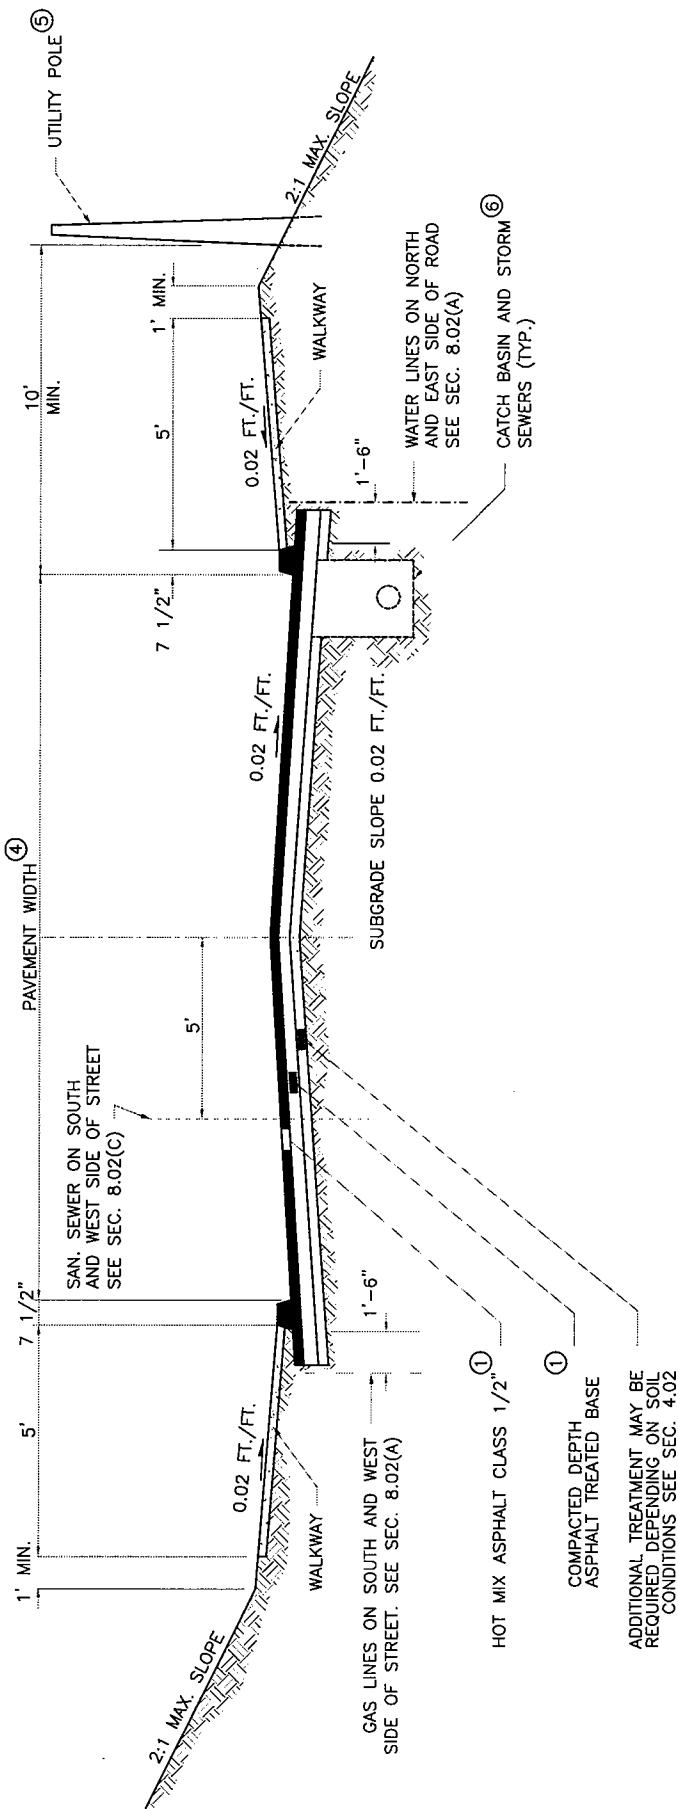 1' MIN.
5'
7 1/2"
PAVEMENT WIDTH 4
10'
MIN.
UTILITY POLE 5
2:1 MAX. SLOPE
0.02 FT./FT.
WALKWAY
SAN. SEWER ON SOUTH
AND WEST SIDE OF STREET
SEE SEC. 8.02(C)
5'
0.02 FT./FT.
7 1/2"
5'
1' MIN.
0.02 FT./FT.
WALKWAY
2:1 MAX. SLOPE
1'-6"
GAS LINES ON SOUTH AND WEST
SIDE OF STREET. SEE SEC. 8.02(A)
SUBGRADE SLOPE 0.02 FT./FT.
1'-6"
WATER LINES ON NORTH
AND EAST SIDE OF ROAD
SEE SEC. 8.02(A)
CATCH BASIN AND STORM 6
SEWERS (TYP.)
HOT MIX ASPHALT CLASS 1/2" 1
COMPACTED DEPTH 1
ASPHALT TREATED BASE
ADDITIONAL TREATMENT MAY BE
REQUIRED DEPENDING ON SOIL
CONDITIONS SEE SEC. 4.02